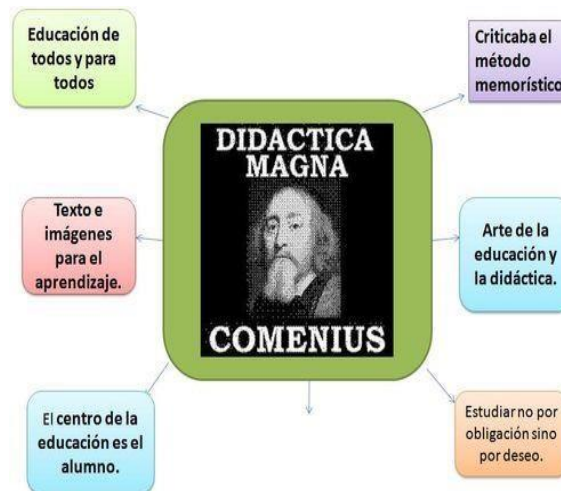 Educación de
todos y para
todos
Criticaba el
método
memorístico
DIDACTICA
MAGNA
COMENIUS
Texto e
imágenes para
el
aprendizaje.
Arte de la
educación y
la didáctica.
El centro de la
educación es el
alumno.
Estudiar no por
obligación sino
por deseo.